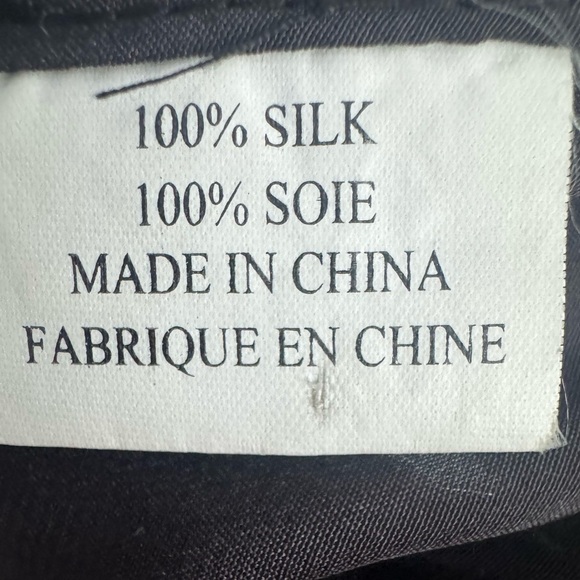 100% SILK
100% SOIE
MADE IN CHINA
FABRIQUE EN CHINE